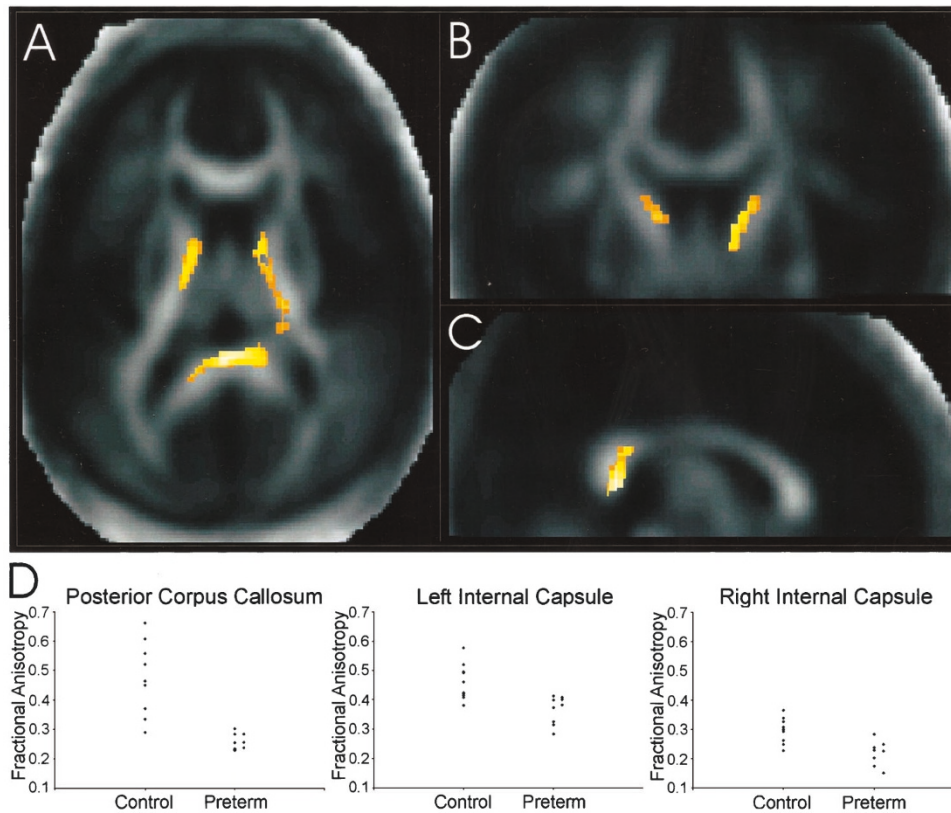 A
B
C
D
Posterior Corpus Callosum
Fractional Anisotropy
0.7
0.6
0.5
0.4
0.3
0.2
0.1
Control Preterm
Left Internal Capsule
Fractional Anisotropy
0.7
0.6
0.5
0.4
0.3
0.2
0.1
Control Preterm
Right Internal Capsule
Fractional Anisotropy
0.7
0.6
0.5
0.4
0.3
0.2
0.1
Control Preterm